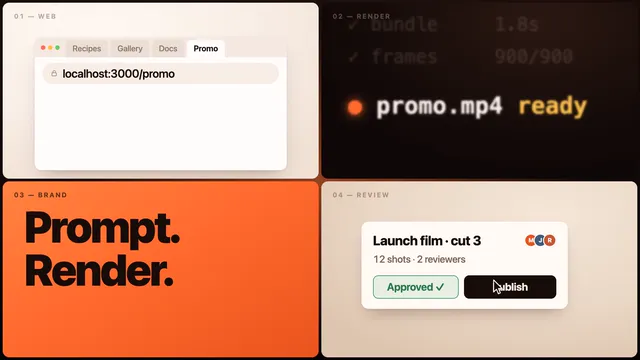 01 — WEB
Recipes Gallery Docs Promo
localhost:3000/promo
02 — RENDER
✓ bundle 1.8s
✓ frames 900/900
promo.mp4 ready
03 — BRAND
Prompt.
Render.
04 — REVIEW
Launch film · cut 3
M J R
12 shots · 2 reviewers
Approved ✓